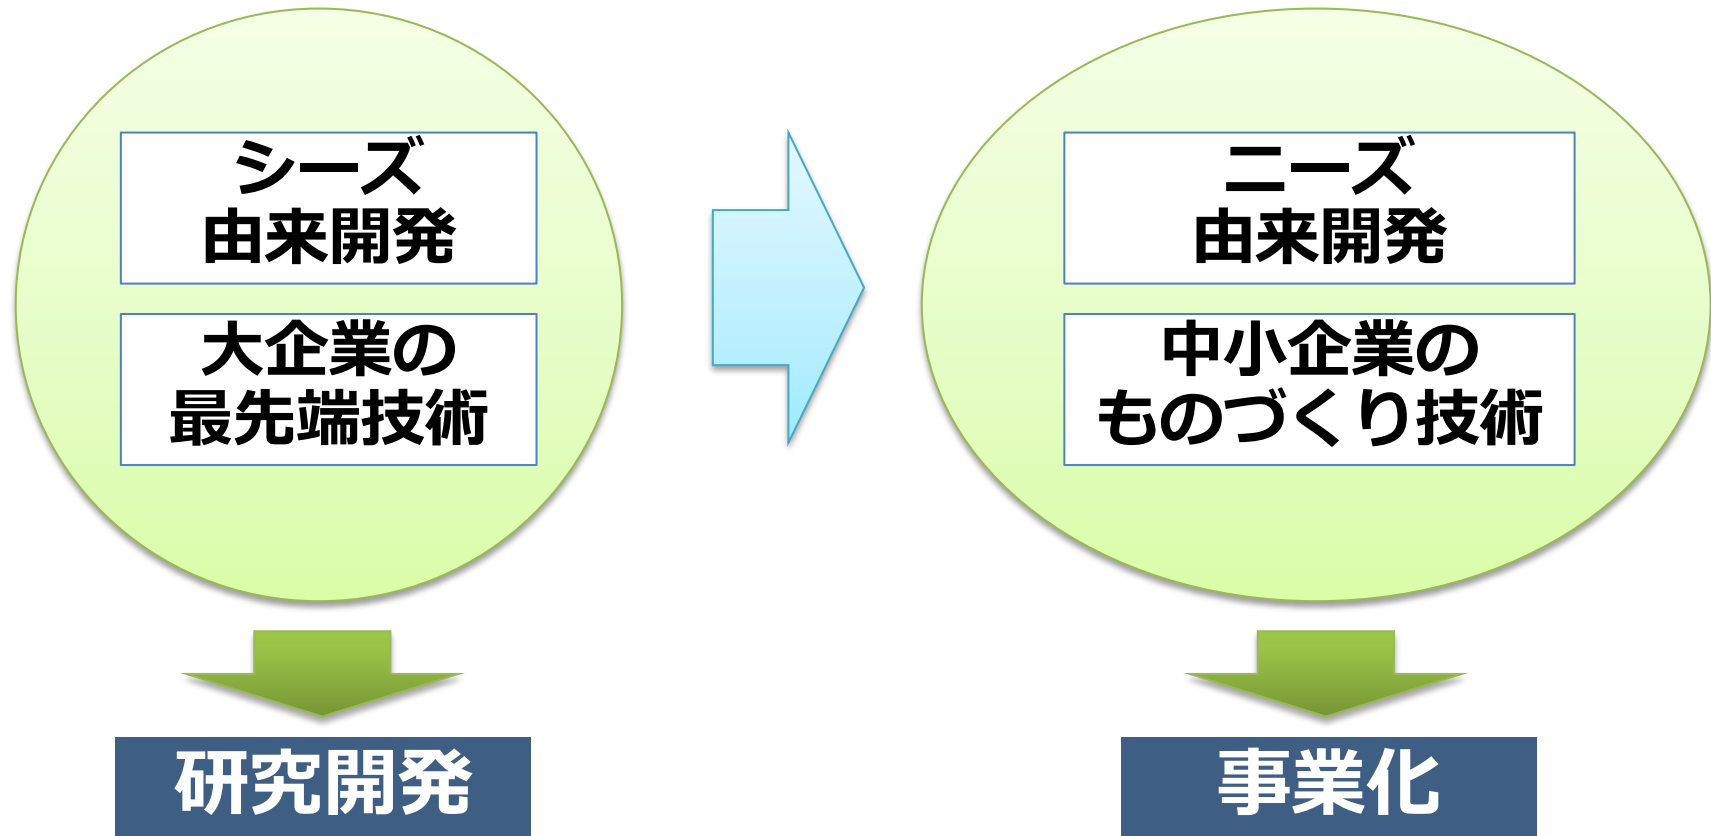 シーズ
由来開発
大企業の
最先端技術
ニーズ
由来開発
中小企業の
ものづくり技術
研究開発
事業化